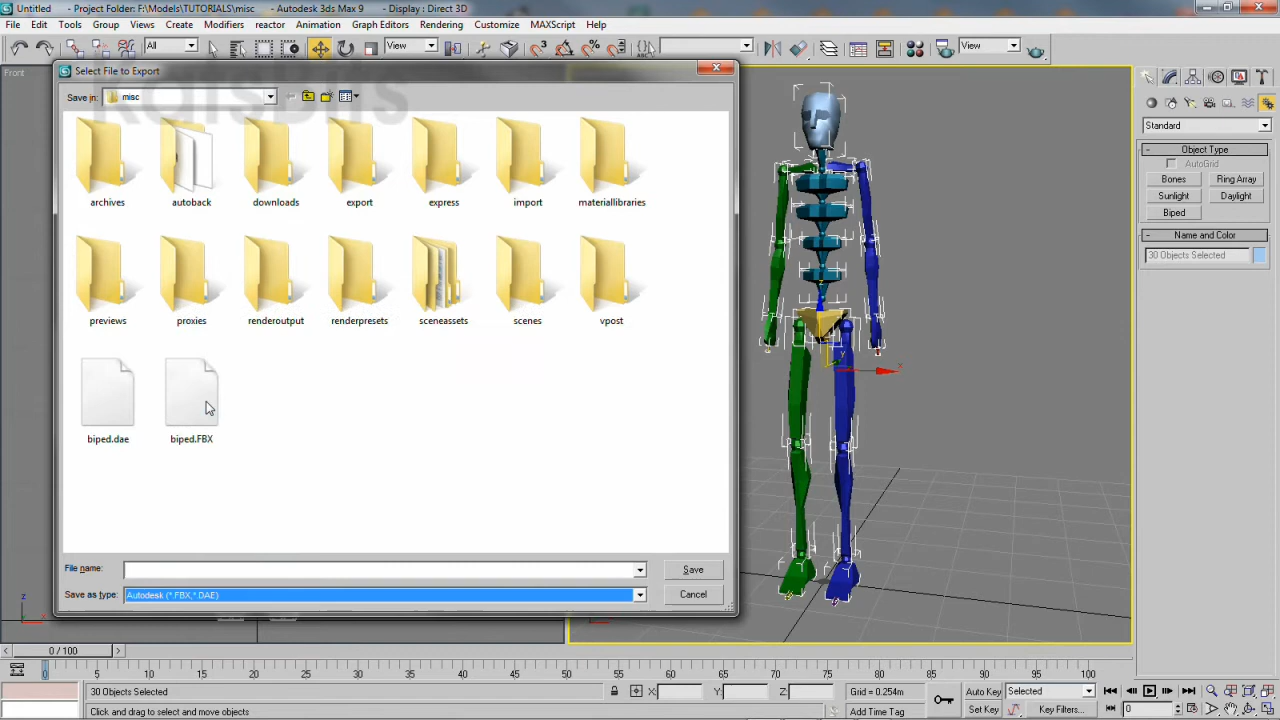 Untitled - Project Folder: F:\Models\TUTORIALS\misc - Autodesk 3ds Max 9 - Display : Direct 3D
File Edit Tools Group Views Create Modifiers reactor Animation Graph Editors Rendering Customize MAXScript Help
All View View
Front
Select File to Export
Save in: misc
katsbits
archives autoback downloads export express import materiallibraries
previews proxies renderoutput renderpresets sceneassets scenes vpost
biped.dae biped.FBX
File name: Save
Save as type: Autodesk (*.FBX,*.DAE) Cancel
Standard
- Object Type
AutoGrid
Bones Ring Array
Sunlight Daylight
Biped
- Name and Color
30 Objects Selected
z
x
y
z
x
0 / 100
0 5 10 15 20 25 30 35 40 45 50 55 60 65 70 75 80 85 90 95 100
30 Objects Selected X: Y: Z: Grid = 0.254m Auto Key Selected
Click and drag to select and move objects Add Time Tag Set Key Key Filters... 0